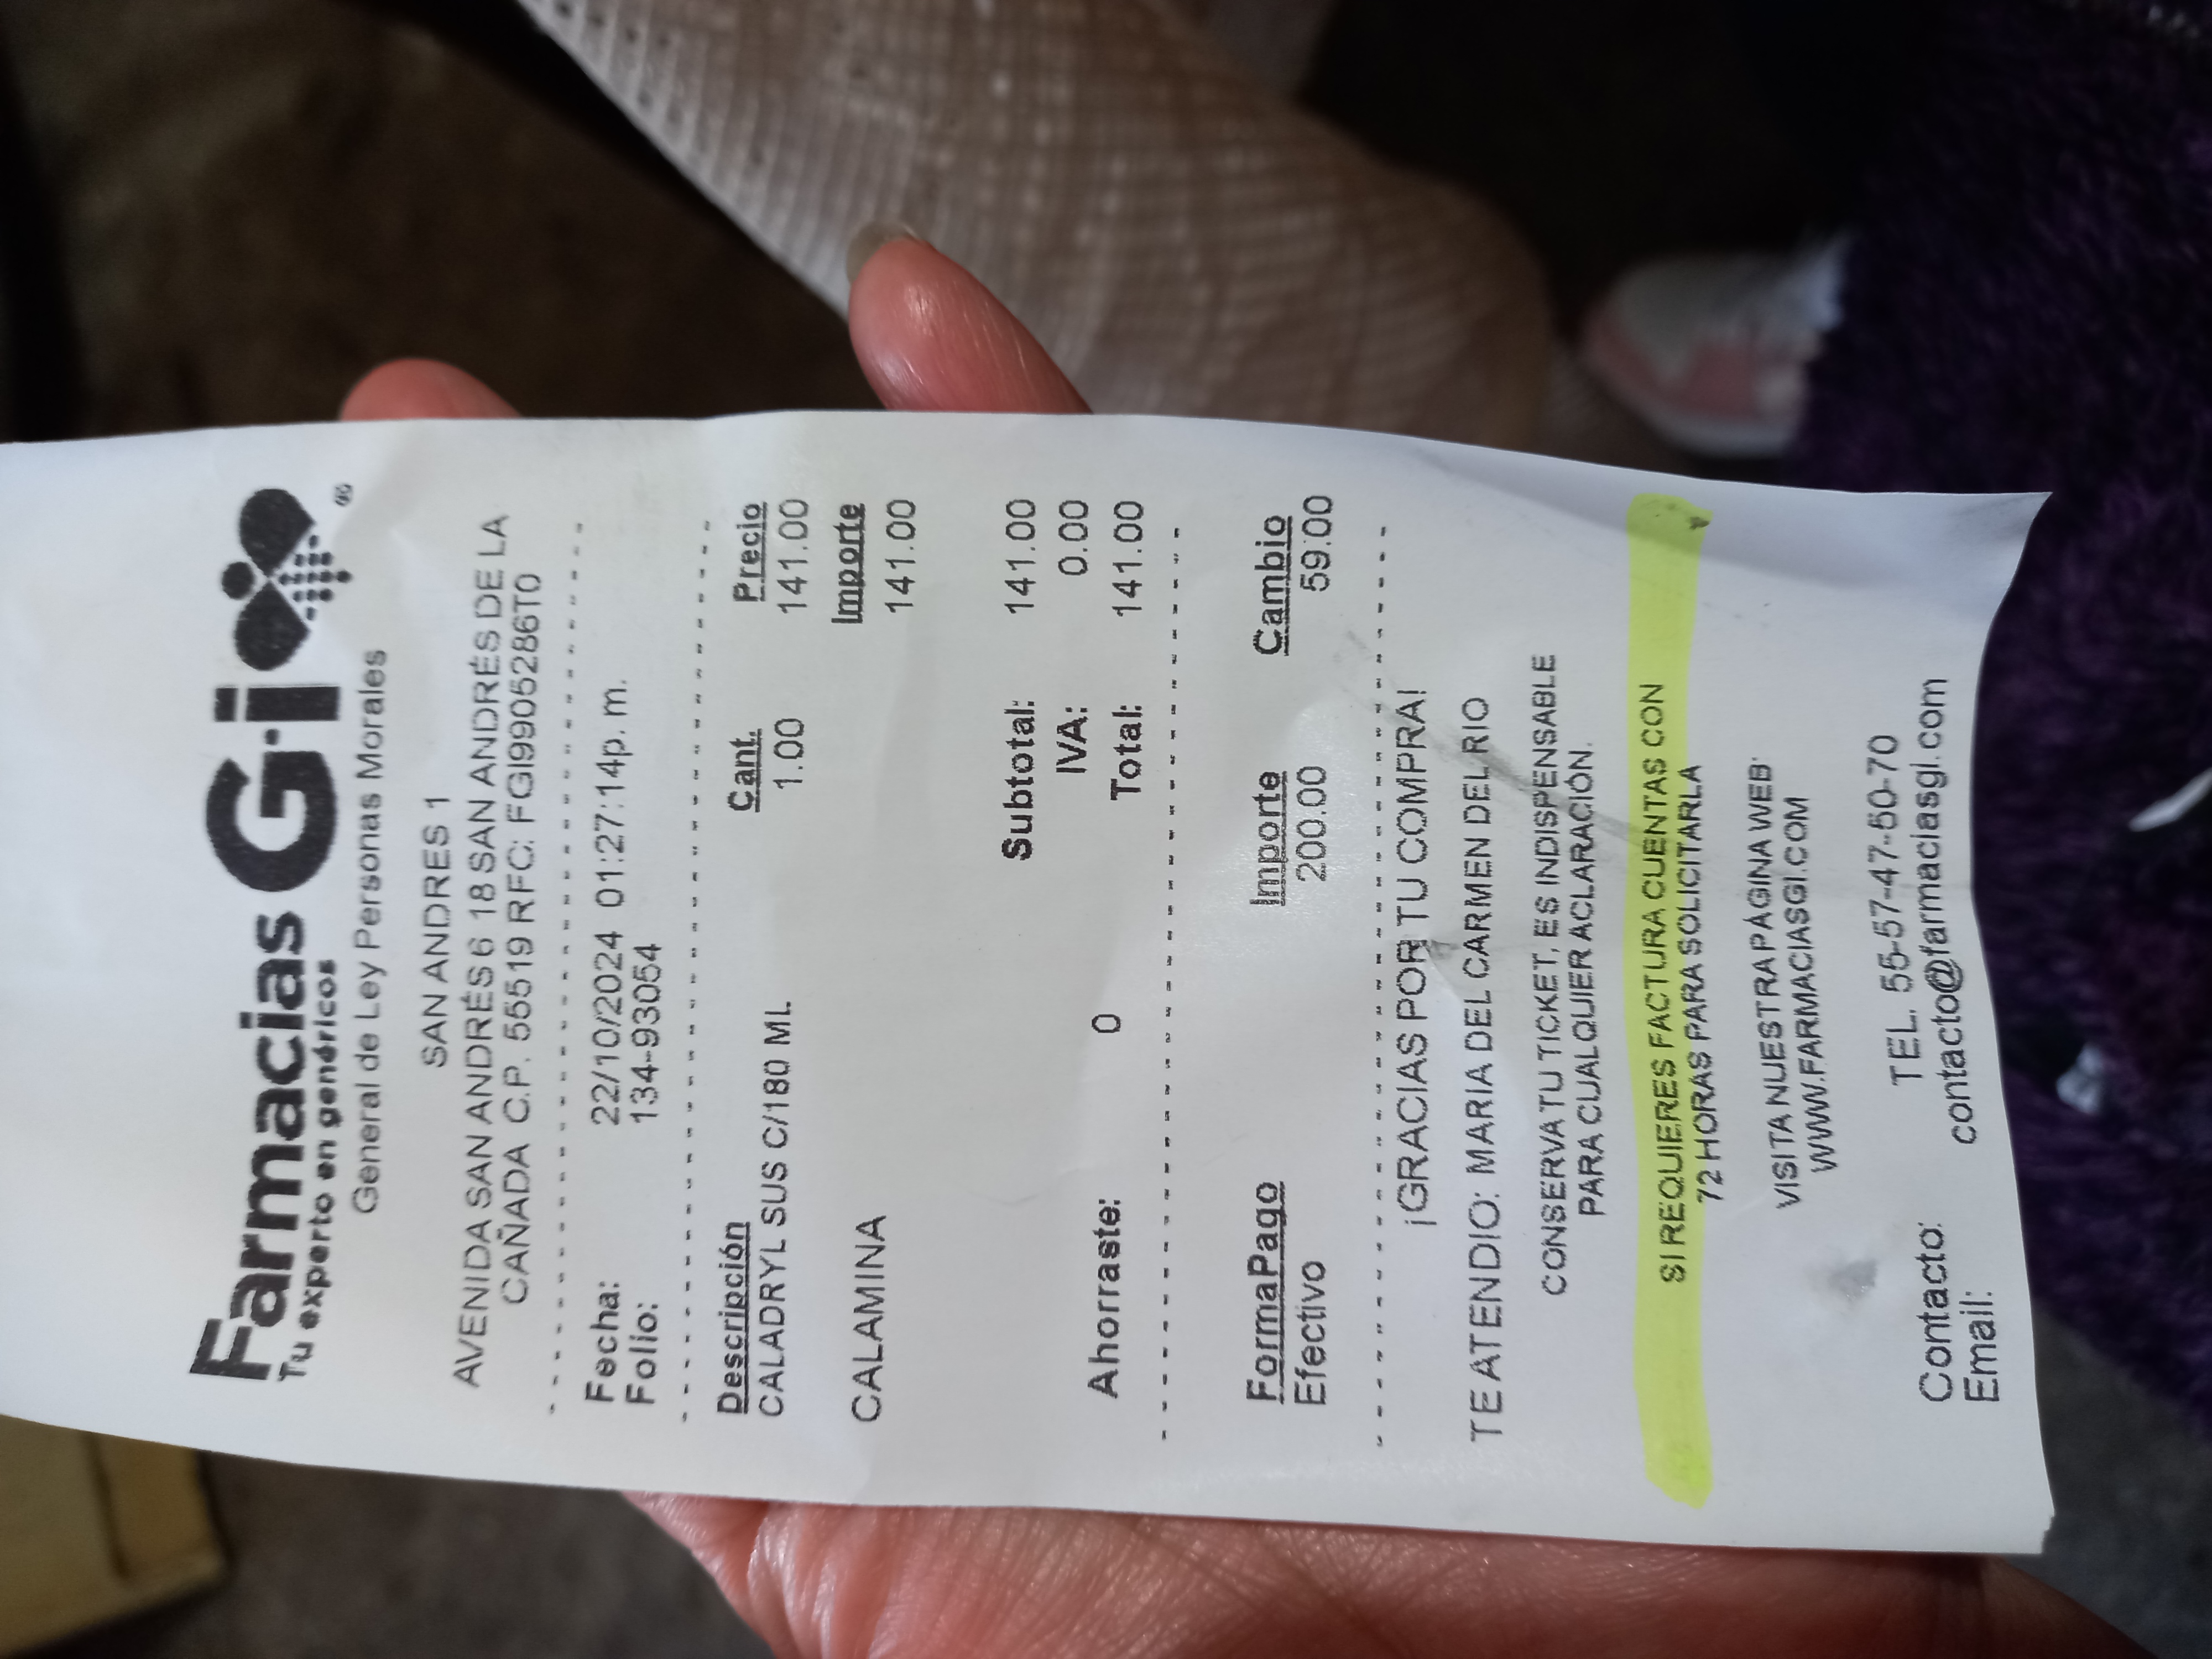 Farmacias Gi ®
Tu experto en genéricos
General de Ley Personas Morales
SAN ANDRES 1
AVENIDA SAN ANDRÉS 6 18 SAN ANDRÉS DE LA
CAÑADA C.P. 55519 RFC: FGI9905286T0
Fecha: 22/10/2024 01:27:14p. m.
Folio: 134-93054
Descripción Cant. Precio
CALADRYL SUS C/180 ML 1.00 141.00
Importe
CALAMINA 141.00
Subtotal: 141.00
IVA: 0.00
Ahorraste: 0 Total: 141.00
FormaPago Importe Cambio
Efectivo 200.00 59.00
¡GRACIAS POR TU COMPRA!
TE ATENDIO: MARIA DEL CARMEN DEL RIO
CONSERVA TU TICKET, ES INDISPENSABLE
PARA CUALQUIER ACLARACIÓN.
SI REQUIERES FACTURA CUENTAS CON
72 HORAS PARA SOLICITARLA
VISITA NUESTRA PÁGINA WEB:
WWW.FARMACIASGI.COM
Contacto: TEL. 55-57-47-50-70
Email: contacto@farmaciasgi.com